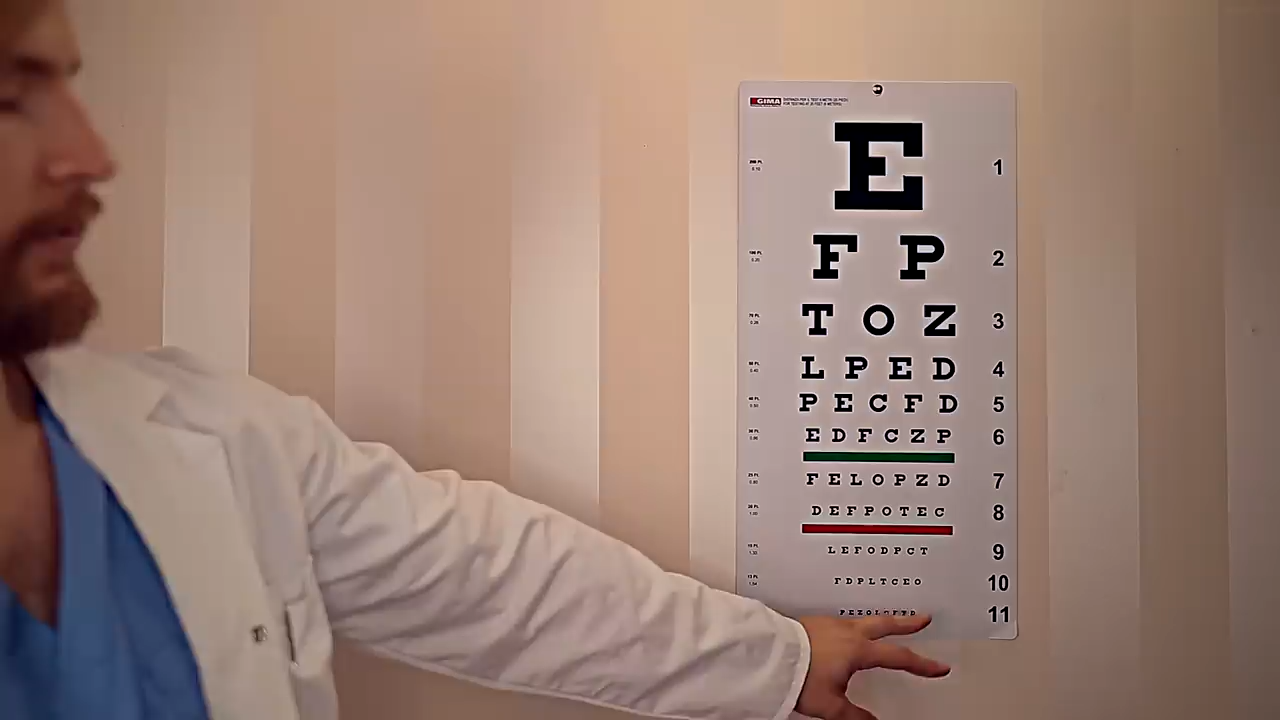 GIMA
E 1
F P 2
T O Z 3
L P E D 4
P E C F D 5
E D F C Z P 6
F E L O P Z D 7
D E F P O T E C 8
L E F O D P C T 9
F D P L T C E O 10
P E Z O L 11